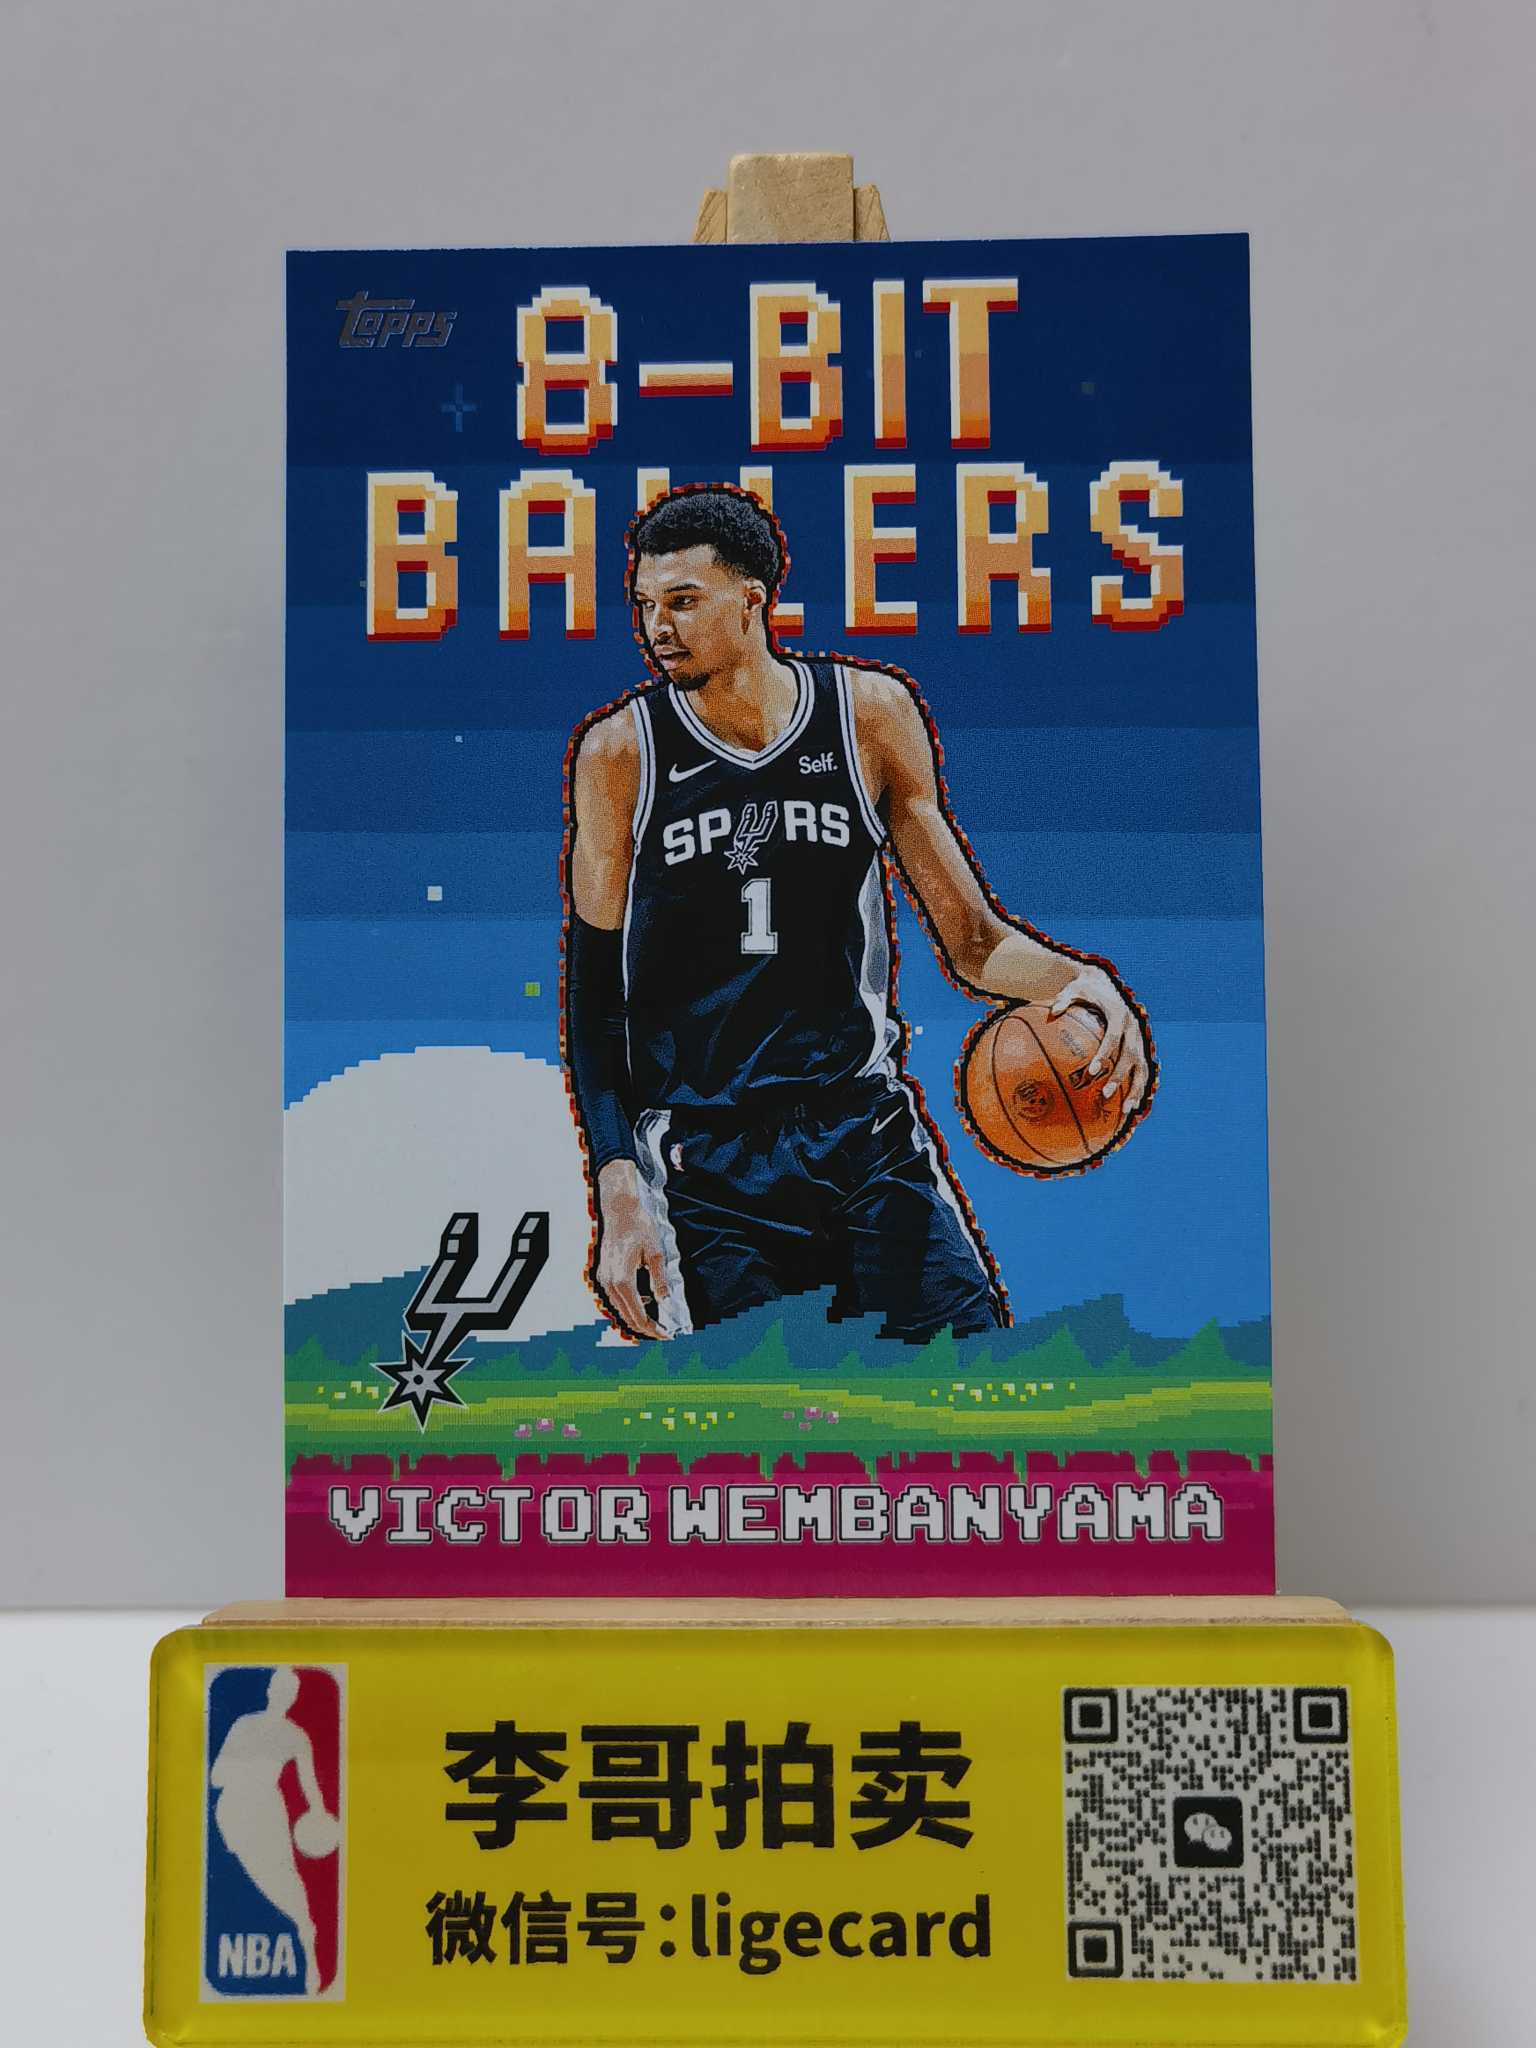 topps
8-BIT
BALLERS
Self.
SPURS
1
VICTOR WEMBANYAMA
李哥拍卖
微信号:ligecard
NBA